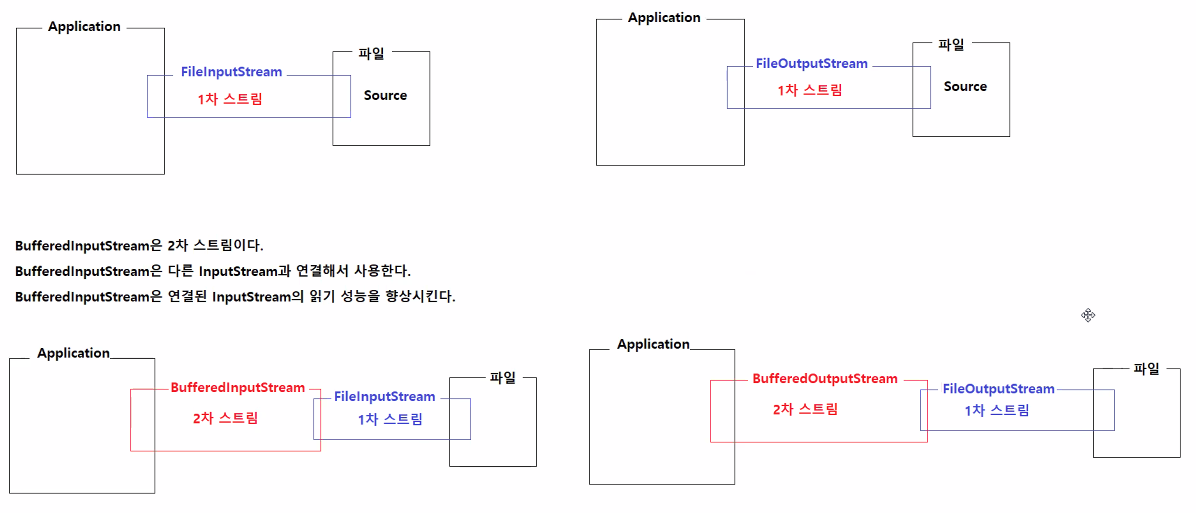 Application
파일
FileInputStream
1차 스트림
Source
Application
파일
FileOutputStream
1차 스트림
Source
BufferedInputStream은 2차 스트림이다.
BufferedInputStream은 다른 InputStream과 연결해서 사용한다.
BufferedInputStream은 연결된 InputStream의 읽기 성능을 향상시킨다.
Application
파일
BufferedInputStream
FileInputStream
2차 스트림
1차 스트림
Application
파일
BufferedOutputStream
FileOutputStream
2차 스트림
1차 스트림